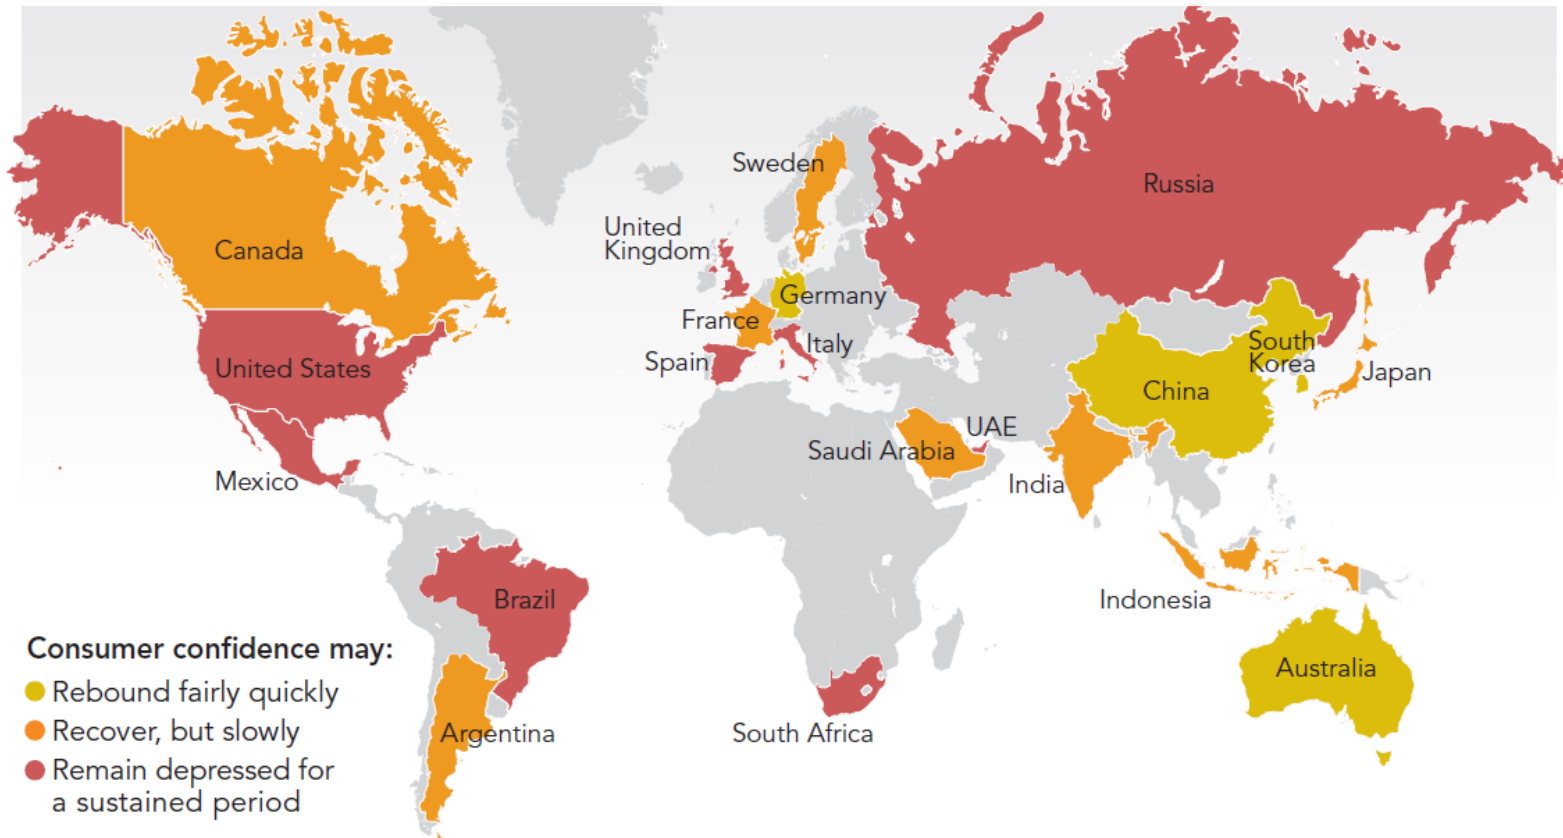 Sweden
Russia
United
Kingdom
Canada
Germany
France
Italy
South
Korea
Spain
United States
Japan
China
UAE
Saudi Arabia
Mexico
India
Brazil
Indonesia
Consumer confidence may:
Rebound fairly quickly
Australia
Recover, but slowly
Argentina
South Africa
Remain depressed for
a sustained period